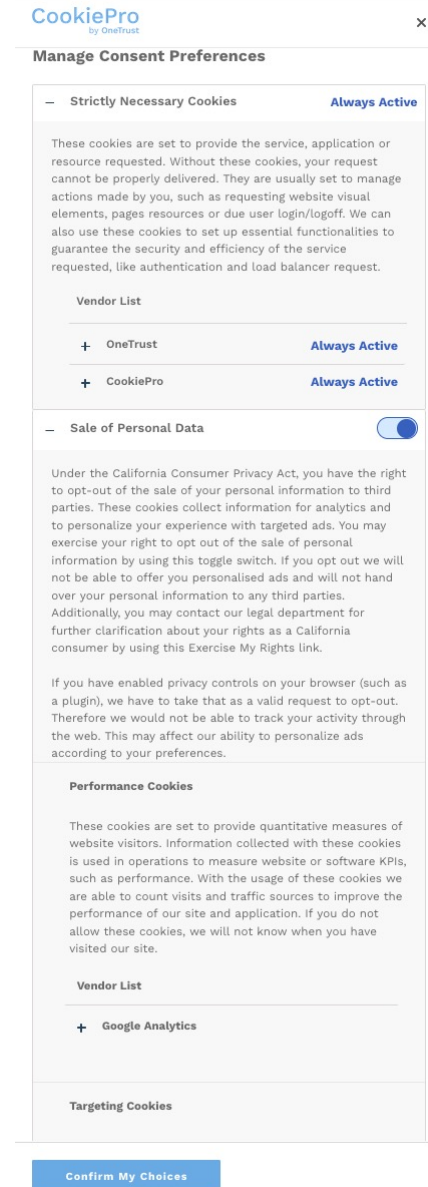 CookiePro
by OneTrust
Manage Consent Preferences
Strictly Necessary Cookies Always Active
These cookies are set to provide the service, application or
resource requested. Without these cookies, your request
cannot be properly delivered. They are usually set to manage
actions made by you, such as requesting website visual
elements, pages resources or due user login/logoff. We can
also use these cookies to set up essential functionalities to
guarantee the security and efficiency of the service
requested, like authentication and load balancer request.
Vendor List
OneTrust Always Active
CookiePro Always Active
Sale of Personal Data
Under the California Consumer Privacy Act, you have the right
to opt-out of the sale of your personal information to third
parties. These cookies collect information for analytics and
to personalize your experience with targeted ads. You may
exercise your right to opt out of the sale of personal
information by using this toggle switch. If you opt out we will
not be able to offer you personalised ads and will not hand
over your personal information to any third parties.
Additionally, you may contact our legal department for
further clarification about your rights as a California
consumer by using this Exercise My Rights link.
If you have enabled privacy controls on your browser (such as
a plugin), we have to take that as a valid request to opt-out.
Therefore we would not be able to track your activity through
the web. This may affect our ability to personalize ads
according to your preferences.
Performance Cookies
These cookies are set to provide quantitative measures of
website visitors. Information collected with these cookies
is used in operations to measure website or software KPIs,
such as performance. With the usage of these cookies we
are able to count visits and traffic sources to improve the
performance of our site and application. If you do not
allow these cookies, we will not know when you have
visited our site.
Vendor List
Google Analytics
Targeting Cookies
Confirm My Choices